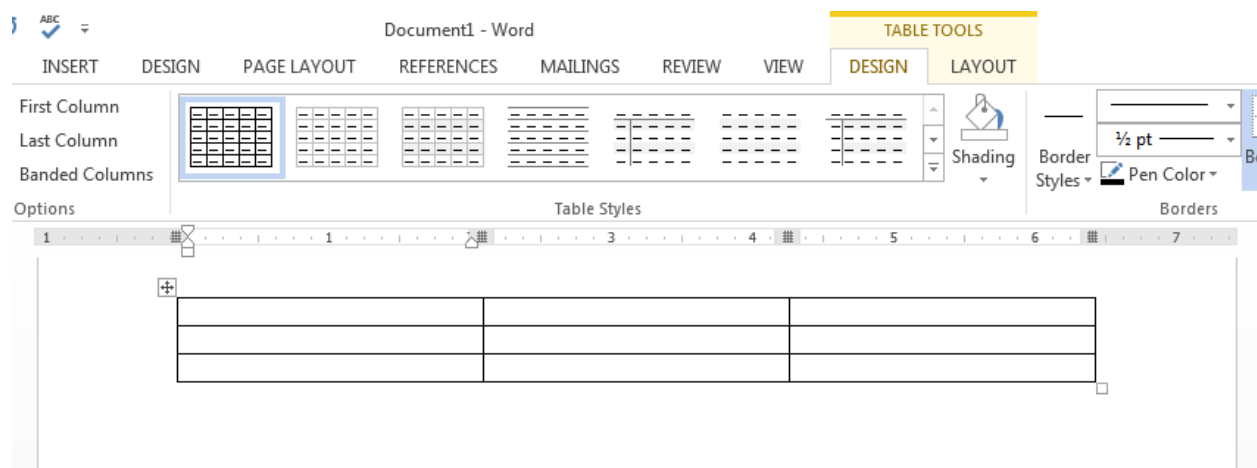 ABC
Document1 - Word
TABLE TOOLS
INSERT DESIGN PAGE LAYOUT REFERENCES MAILINGS REVIEW VIEW DESIGN LAYOUT
First Column
Last Column
Banded Columns
Shading
Border
Styles
½ pt
Pen Color
Options
Table Styles
Borders
1 1 3 4 5 6 7